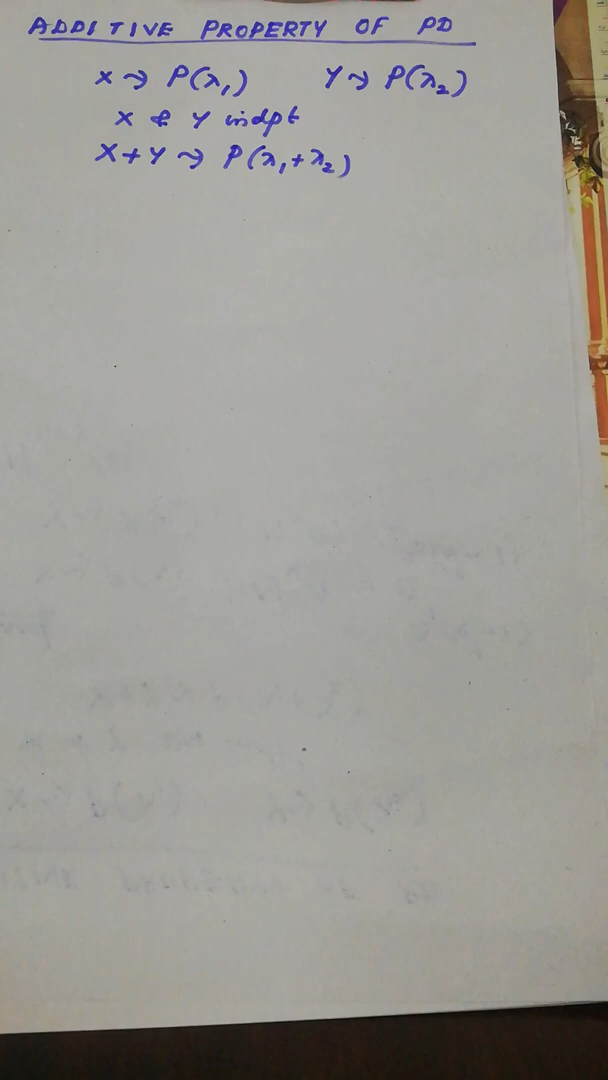 ADDITIVE PROPERTY OF PD
X → P(λ₁) Y → P(λ₂)
X & Y indpt
X+Y → P(λ₁+λ₂)